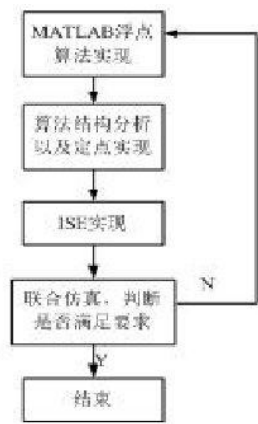 MATLAB浮点
算法实现
算法结构分析
以及定点实现
ISE实现
联合仿真，判断
是否满足要求
N
Y
结束